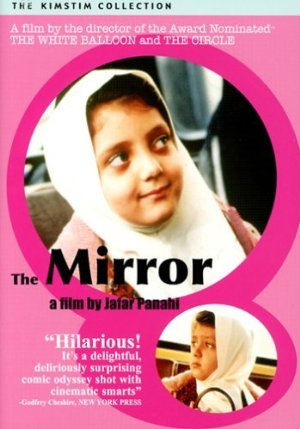 THE KIMSTIM COLLECTION
A film by the director of the Award Nominated
THE WHITE BALLOON and THE CIRCLE
The Mirror
a film by Jafar Panahi
"Hilarious!
It's a delightful,
deliriously surprising
comic odyssey shot with
cinematic smarts"
-Godfrey Cheshire, NEW YORK PRESS